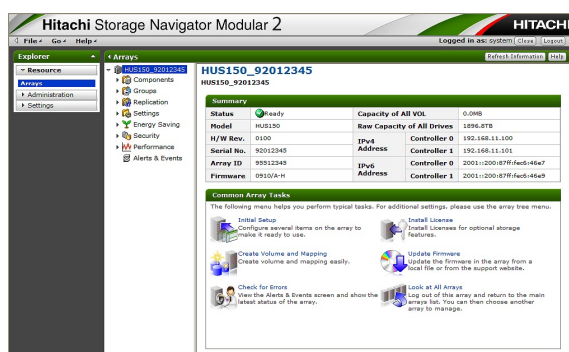 Hitachi Storage Navigator Modular 2
HITACHI
File Go Help
Logged in as: system Close Logout
Explorer
Arrays
Refresh Information Help
Resource
Arrays
Administration
Settings
HUS150_92012345
Components
Groups
Replication
Settings
Energy Saving
Security
Performance
Alerts & Events
HUS150_92012345
HUS150_92012345
Summary
Status Ready Capacity of All VOL 0.0MB
Model HUS150 Raw Capacity of All Drives 1896.8TB
H/W Rev. 0100 IPv4 Address Controller 0 192.168.11.100
Serial No. 92012345 Controller 1 192.168.11.101
Array ID 93512345 IPv6 Address Controller 0 2001::200:87ff:fec6:46e7
Firmware 0910/A-H Controller 1 2001::200:87ff:fec6:46e9
Common Array Tasks
The following menu helps you perform typical tasks. For additional settings, please use the array tree menu.
Initial Setup
Configure several items on the array to
make it ready to use.
Install License
Install Licenses for optional storage
features.
Create Volume and Mapping
Create volume and mapping easily.
Update Firmware
Update the firmware in the array from a
local file or from the support website.
Check for Errors
View the Alerts & Events screen and show the
latest status of the array.
Look at All Arrays
Log out of this array and return to the main
arrays list. You can then choose another
array to manage.